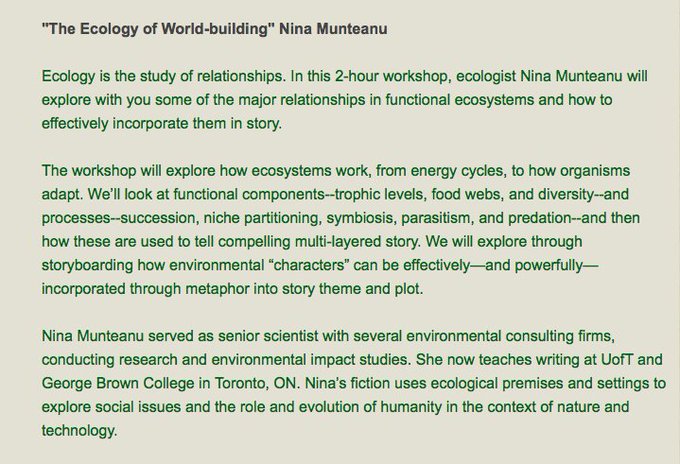 "The Ecology of World-building" Nina Munteanu
Ecology is the study of relationships. In this 2-hour workshop, ecologist Nina Munteanu will
explore with you some of the major relationships in functional ecosystems and how to
effectively incorporate them in story.
The workshop will explore how ecosystems work, from energy cycles, to how organisms
adapt. We’ll look at functional components--trophic levels, food webs, and diversity--and
processes--succession, niche partitioning, symbiosis, parasitism, and predation--and then
how these are used to tell compelling multi-layered story. We will explore through
storyboarding how environmental “characters” can be effectively—and powerfully—
incorporated through metaphor into story theme and plot.
Nina Munteanu served as senior scientist with several environmental consulting firms,
conducting research and environmental impact studies. She now teaches writing at UofT and
George Brown College in Toronto, ON. Nina’s fiction uses ecological premises and settings to
explore social issues and the role and evolution of humanity in the context of nature and
technology.